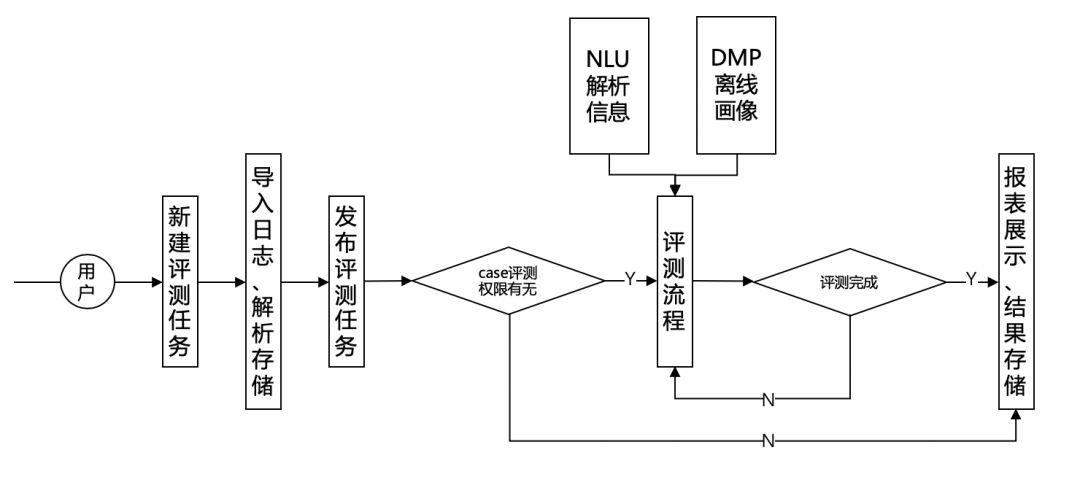 NLU
解析
信息
DMP
离线
画像
用
户
新建评测任务
导入日志、解析存储
发布评测任务
case评测
权限有无
Y
评测流程
评测完成
Y
报表展示、结果存储
N
N